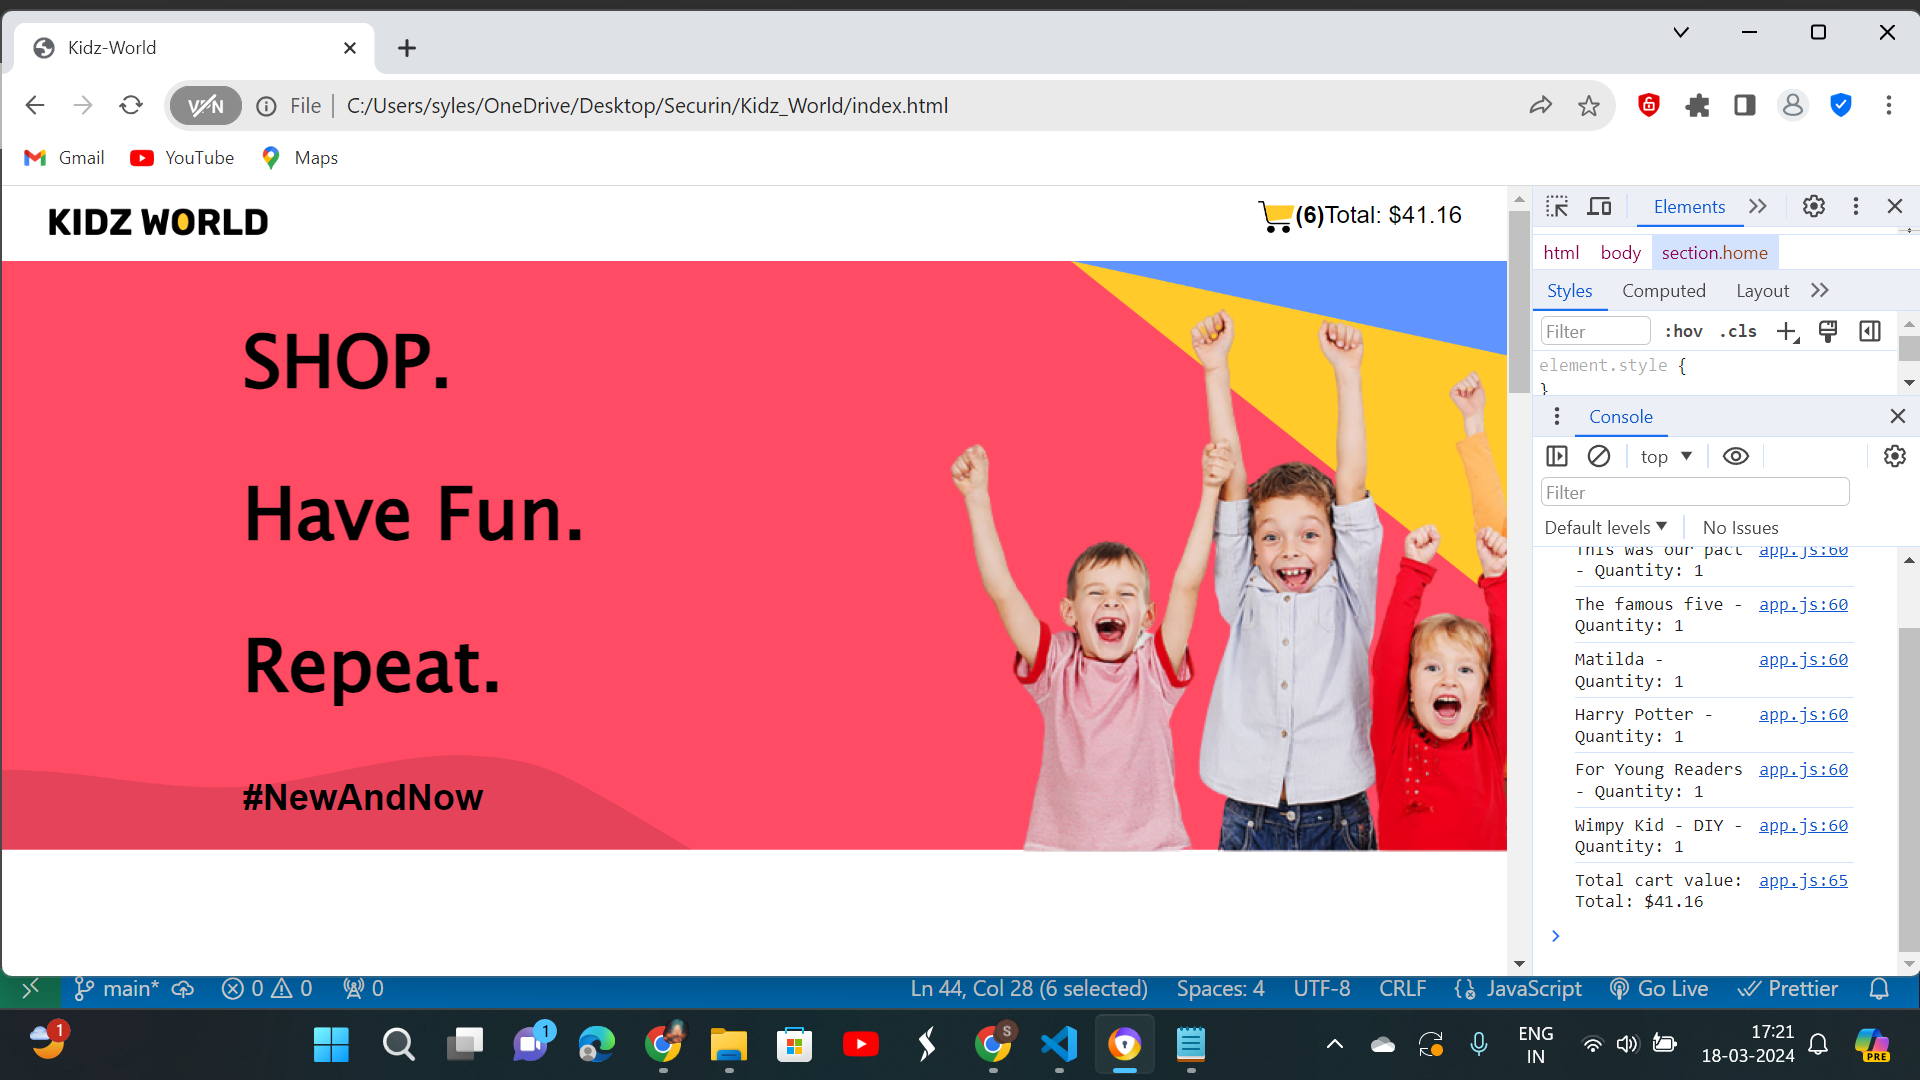 Kidz-World
VPN
File
C:/Users/syles/OneDrive/Desktop/Securin/Kidz_World/index.html
Gmail
YouTube
Maps
KIDZ WORLD
(6)Total: $41.16
SHOP.
Have Fun.
Repeat.
#NewAndNow
Elements
html body section.home
Styles Computed Layout
Filter :hov .cls
element.style {
}
Console
top
Filter
Default levels No Issues
This was our pact app.js:60
- Quantity: 1
The famous five - app.js:60
Quantity: 1
Matilda - app.js:60
Quantity: 1
Harry Potter - app.js:60
Quantity: 1
For Young Readers app.js:60
- Quantity: 1
Wimpy Kid - DIY - app.js:60
Quantity: 1
Total cart value: app.js:65
Total: $41.16
main* 0 0 0 Ln 44, Col 28 (6 selected) Spaces: 4 UTF-8 CRLF JavaScript Go Live Prettier
1
1
S
ENG
IN
17:21
18-03-2024
PRE